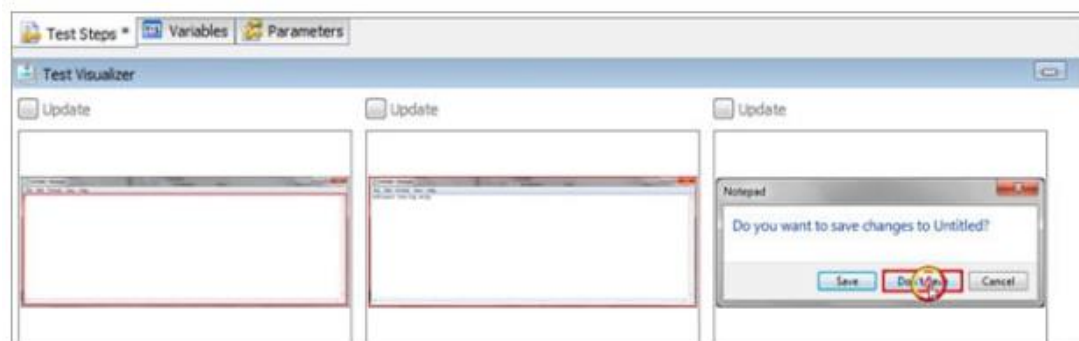 Test Steps * Variables Parameters
Test Visualizer
Update Update Update
Notepad
Do you want to save changes to Untitled?
Save Cancel